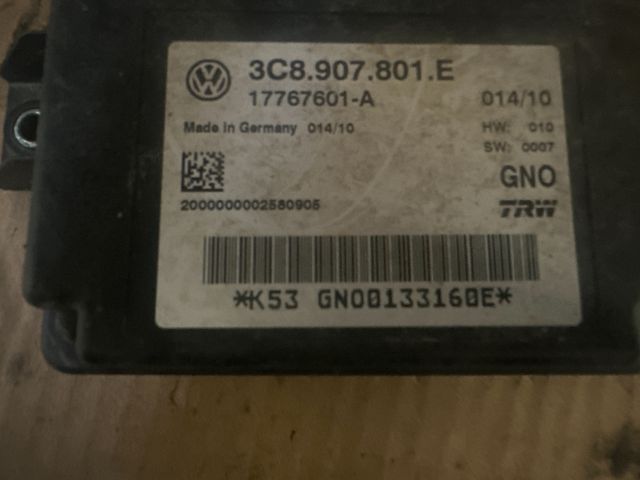 3C8.907.801.E
17767601-A 014/10
Made in Germany 014/10 HW: 010
SW: 0007
GNO
2000000002580905 TRW
*K53 GNO0133160E*